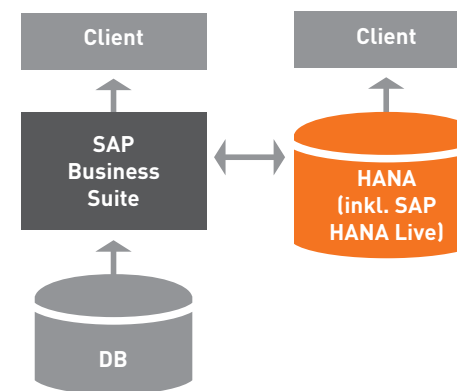 Client
Client
SAP
Business
Suite
HANA
(inkl. SAP
HANA Live)
DB